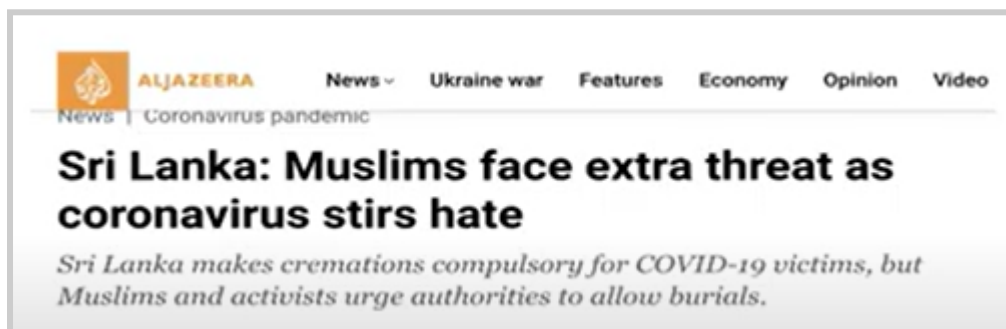 ALJAZEERA News Ukraine war Features Economy Opinion Video
News | Coronavirus pandemic
Sri Lanka: Muslims face extra threat as
coronavirus stirs hate
Sri Lanka makes cremations compulsory for COVID-19 victims, but
Muslims and activists urge authorities to allow burials.